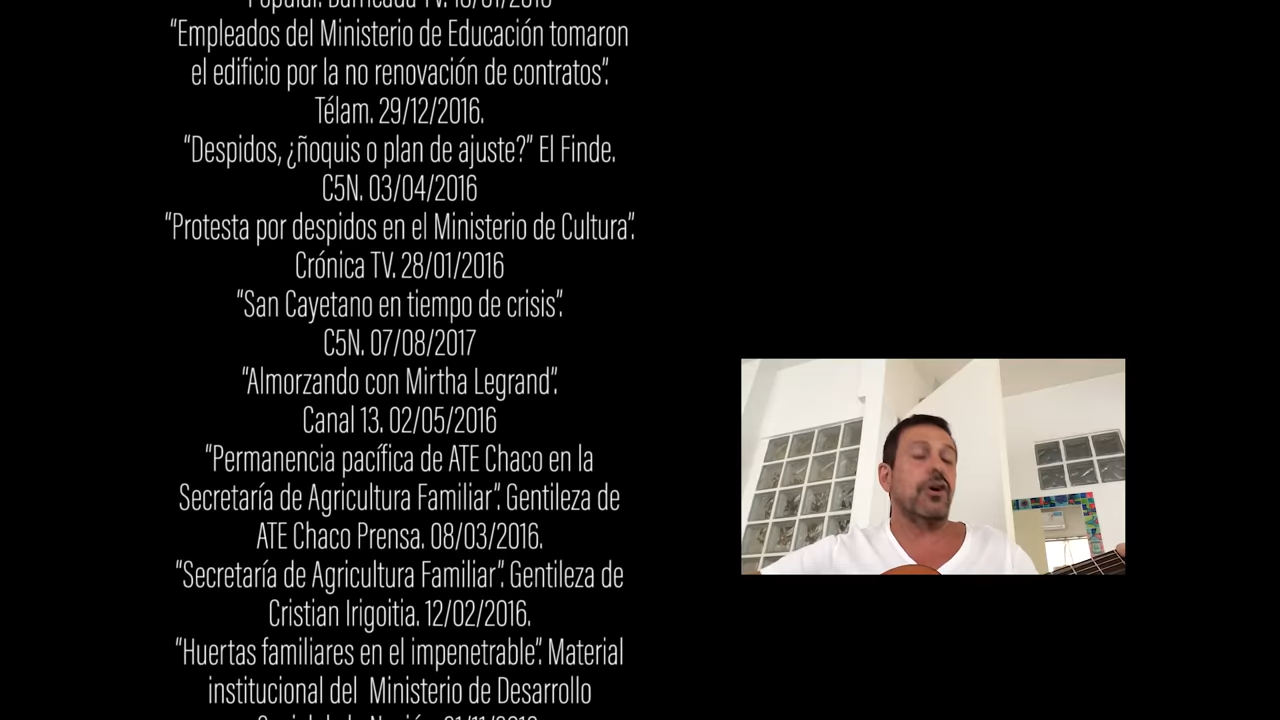 "Empleados del Ministerio de Educación tomaron
el edificio por la no renovación de contratos".
Télam. 29/12/2016.
"Despidos, ¿ñoquis o plan de ajuste?" El Finde.
C5N. 03/04/2016
"Protesta por despidos en el Ministerio de Cultura".
Crónica TV. 28/01/2016
"San Cayetano en tiempo de crisis".
C5N. 07/08/2017
"Almorzando con Mirtha Legrand".
Canal 13. 02/05/2016
"Permanencia pacífica de ATE Chaco en la
Secretaría de Agricultura Familiar". Gentileza de
ATE Chaco Prensa. 08/03/2016.
"Secretaría de Agricultura Familiar". Gentileza de
Cristian Irigoitia. 12/02/2016.
"Huertas familiares en el impenetrable". Material
institucional del Ministerio de Desarrollo